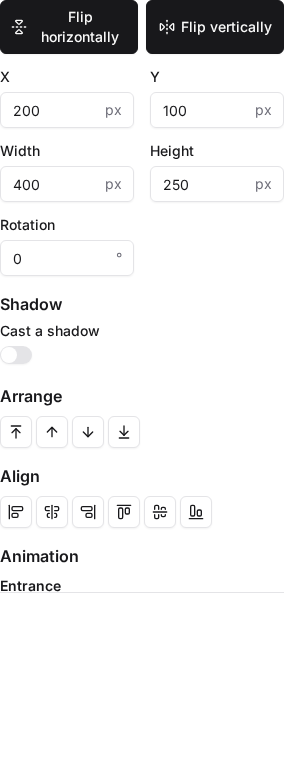 Flip
horizontally
Flip vertically
X
Y
200 px
100 px
Width
Height
400 px
250 px
Rotation
0 °
Shadow
Cast a shadow
Arrange
Align
Animation
Entrance